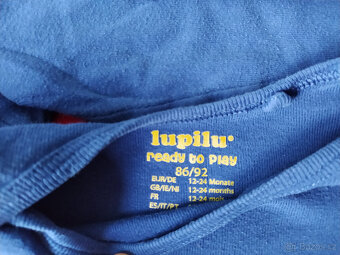 lupilu®
ready to play
86/92
EUR/DE 12-24 Monate
GB/IE/NI 12-24 months
FR 12-24 mois
ES/IT/PT